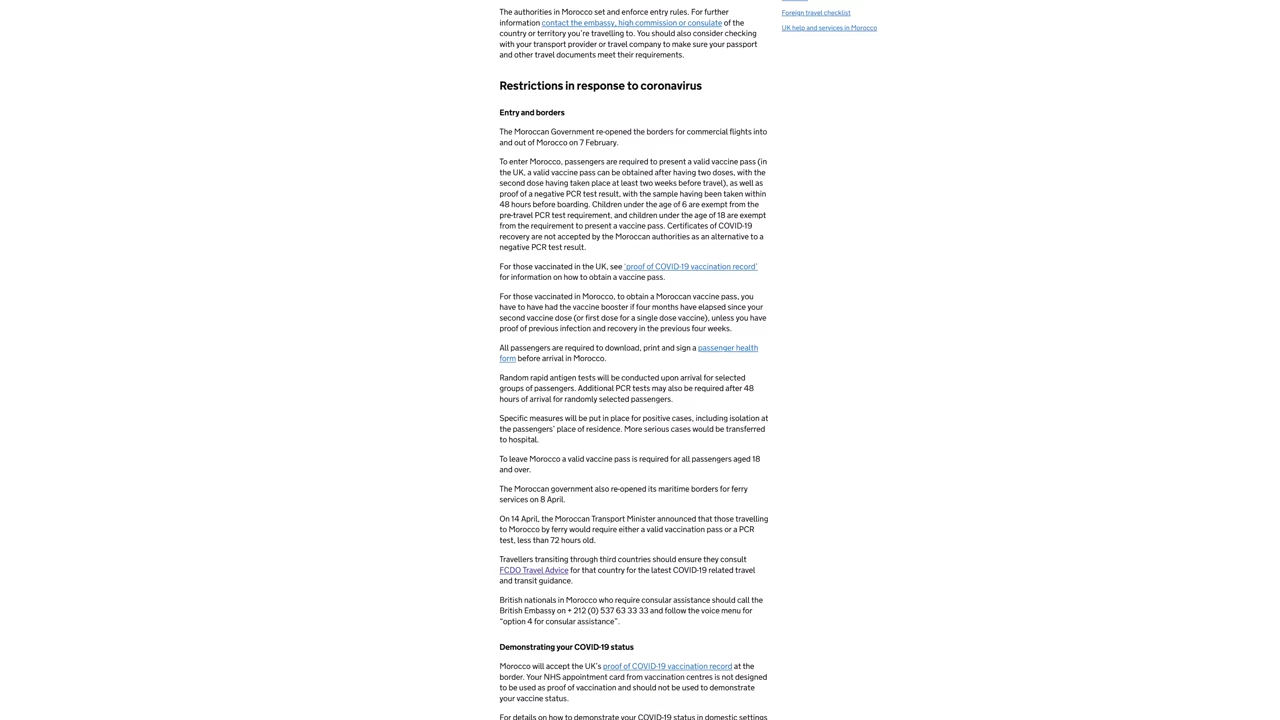 The authorities in Morocco set and enforce entry rules. For further
information contact the embassy, high commission or consulate of the
country or territory you're travelling to. You should also consider checking
with your transport provider or travel company to make sure your passport
and other travel documents meet their requirements.
Foreign travel checklist
UK help and services in Morocco
Restrictions in response to coronavirus
Entry and borders
The Moroccan Government re-opened the borders for commercial flights into
and out of Morocco on 7 February.
To enter Morocco, passengers are required to present a valid vaccine pass (in
the UK, a valid vaccine pass can be obtained after having two doses, with the
second dose having taken place at least two weeks before travel), as well as
proof of a negative PCR test result, with the sample having been taken within
48 hours before boarding. Children under the age of 6 are exempt from the
pre-travel PCR test requirement, and children under the age of 18 are exempt
from the requirement to present a vaccine pass. Certificates of COVID-19
recovery are not accepted by the Moroccan authorities as an alternative to a
negative PCR test result.
For those vaccinated in the UK, see 'proof of COVID-19 vaccination record'
for information on how to obtain a vaccine pass.
For those vaccinated in Morocco, to obtain a Moroccan vaccine pass, you
have to have had the vaccine booster if four months have elapsed since your
second vaccine dose (or first dose for a single dose vaccine), unless you have
proof of previous infection and recovery in the previous four weeks.
All passengers are required to download, print and sign a passenger health
form before arrival in Morocco.
Random rapid antigen tests will be conducted upon arrival for selected
groups of passengers. Additional PCR tests may also be required after 48
hours of arrival for randomly selected passengers.
Specific measures will be put in place for positive cases, including isolation at
the passengers' place of residence. More serious cases would be transferred
to hospital.
To leave Morocco a valid vaccine pass is required for all passengers aged 18
and over.
The Moroccan government also re-opened its maritime borders for ferry
services on 8 April.
On 14 April, the Moroccan Transport Minister announced that those travelling
to Morocco by ferry would require either a valid vaccination pass or a PCR
test, less than 72 hours old.
Travellers transiting through third countries should ensure they consult
FCDO Travel Advice for that country for the latest COVID-19 related travel
and transit guidance.
British nationals in Morocco who require consular assistance should call the
British Embassy on + 212 (0) 537 63 33 33 and follow the voice menu for
“option 4 for consular assistance”.
Demonstrating your COVID-19 status
Morocco will accept the UK's proof of COVID-19 vaccination record at the
border. Your NHS appointment card from vaccination centres is not designed
to be used as proof of vaccination and should not be used to demonstrate
your vaccine status.
For details on how to demonstrate your COVID-19 status in domestic settings